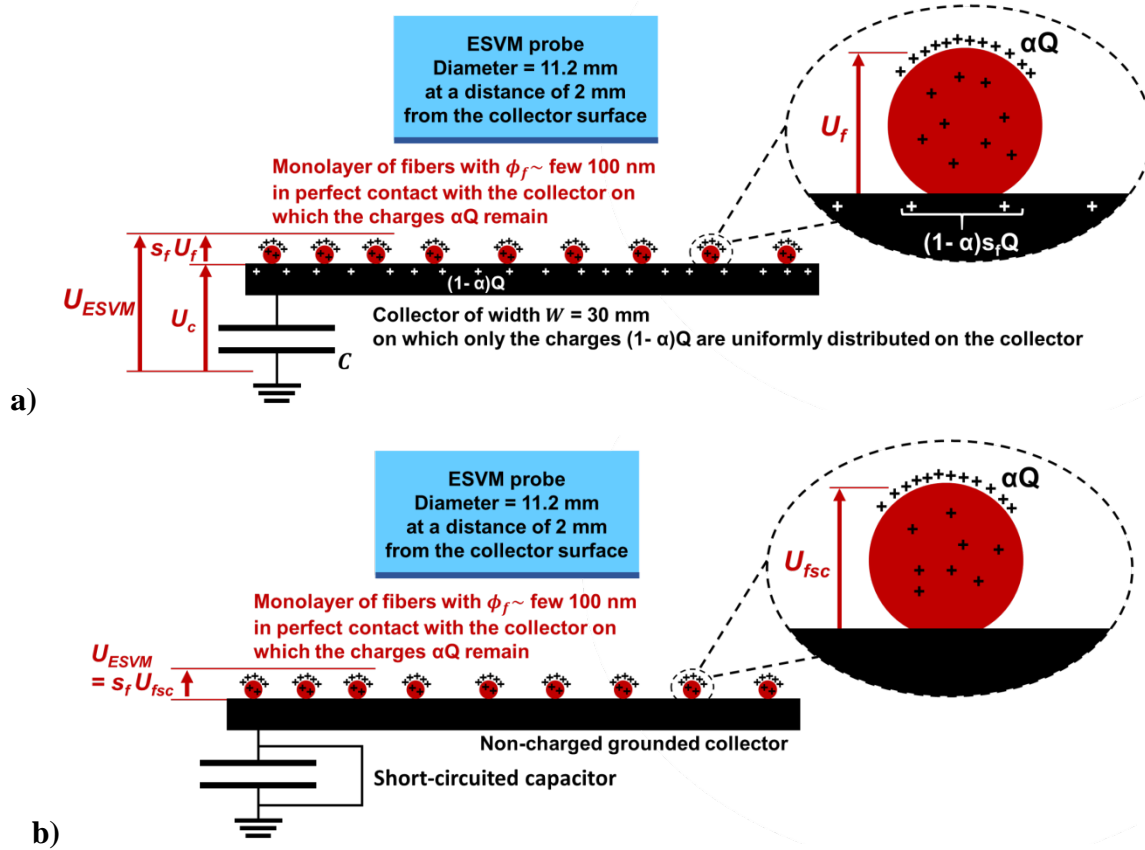 ESVM probe
Diameter = 11.2 mm
at a distance of 2 mm
from the collector surface
Monolayer of fibers with ϕf~ few 100 nm
in perfect contact with the collector on
which the charges αQ remain
αQ
Uf
(1- α)sfQ
sf Uf
UESVM
Uc
(1- α)Q
Collector of width W = 30 mm
on which only the charges (1- α)Q are uniformly distributed on the collector
C
a)
ESVM probe
Diameter = 11.2 mm
at a distance of 2 mm
from the collector surface
Monolayer of fibers with ϕf~ few 100 nm
in perfect contact with the collector on
which the charges αQ remain
αQ
Ufsc
UESVM
= sf Ufsc
Non-charged grounded collector
Short-circuited capacitor
b)